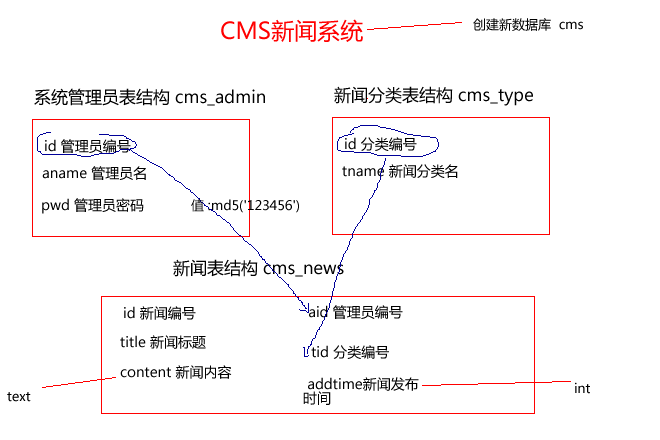 CMS新闻系统
创建新数据库 cms
系统管理员表结构 cms_admin
新闻分类表结构 cms_type
id 管理员编号
aname 管理员名
pwd 管理员密码
值 :md5('123456')
id 分类编号
tname 新闻分类名
新闻表结构 cms_news
id 新闻编号
title 新闻标题
content 新闻内容
aid 管理员编号
tid 分类编号
addtime新闻发布
时间
text
int